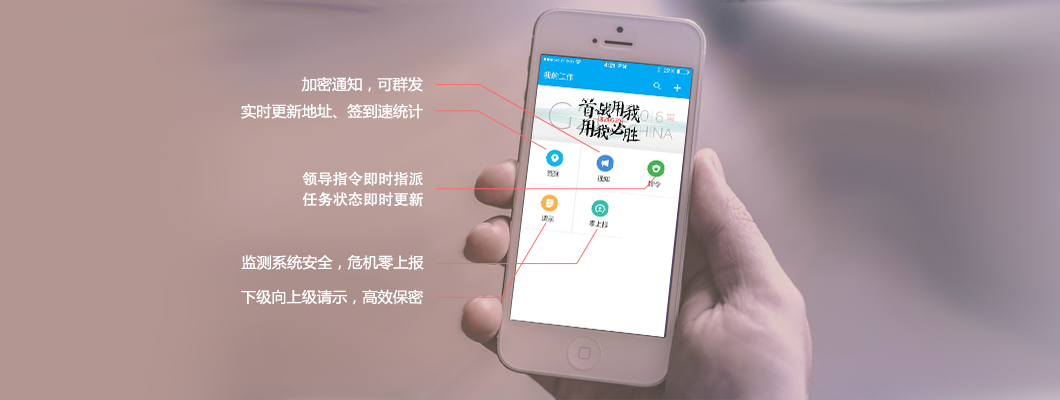 加密通知，可群发
实时更新地址、签到速统计
领导指令即时指派
任务状态即时更新
监测系统安全，危机零上报
下级向上级请示，高效保密
我的工作
首战用我
用我必胜
签到
通知
指令
请示
零上报